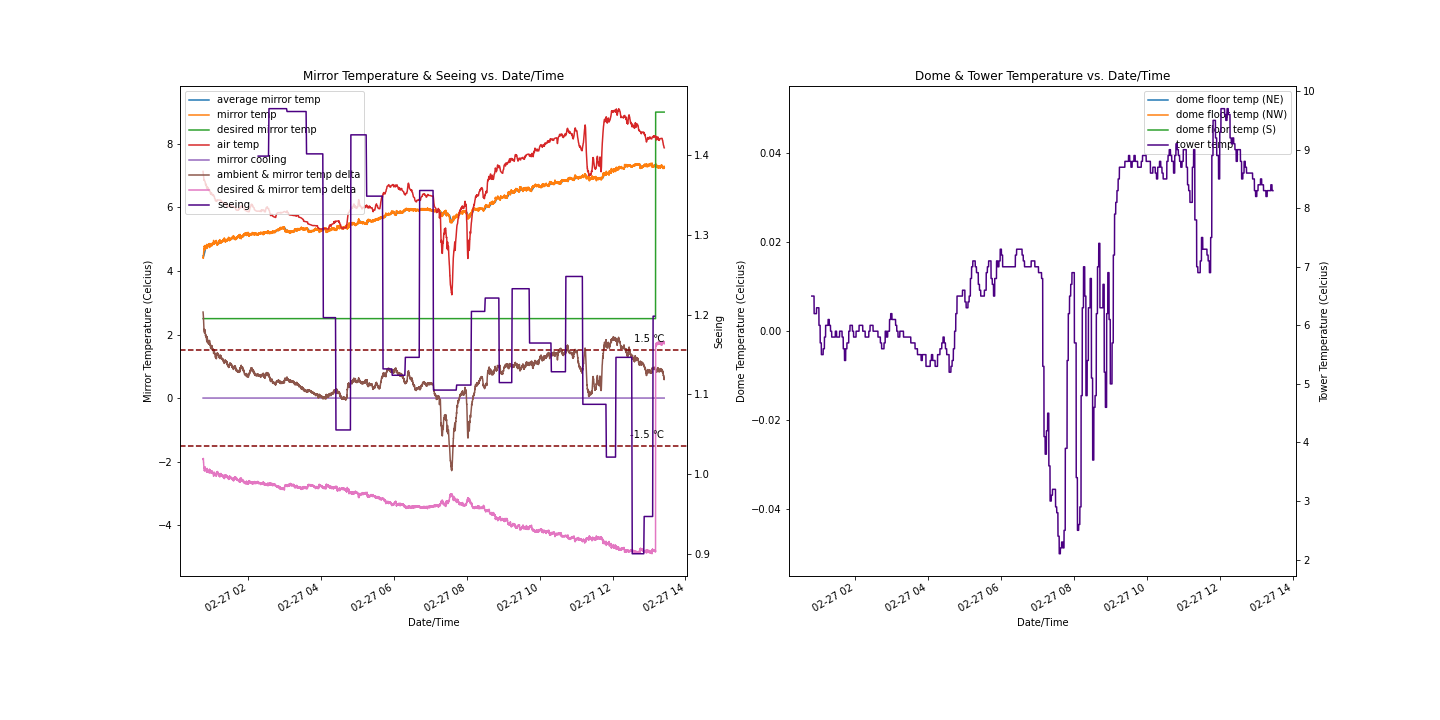 Mirror Temperature & Seeing vs. Date/Time
average mirror temp
mirror temp
desired mirror temp
air temp
mirror cooling
ambient & mirror temp delta
desired & mirror temp delta
seeing
8
6
4
2
0
−2
−4
Mirror Temperature (Celcius)
1.4
1.3
1.2
1.1
1.0
0.9
Seeing
1.5 °C
-1.5 °C
02-27 02
02-27 04
02-27 06
02-27 08
02-27 10
02-27 12
02-27 14
Date/Time
Dome & Tower Temperature vs. Date/Time
dome floor temp (NE)
dome floor temp (NW)
dome floor temp (S)
tower temp
0.04
0.02
0.00
−0.02
−0.04
Dome Temperature (Celcius)
10
9
8
7
6
5
4
3
2
Tower Temperature (Celcius)
02-27 02
02-27 04
02-27 06
02-27 08
02-27 10
02-27 12
02-27 14
Date/Time